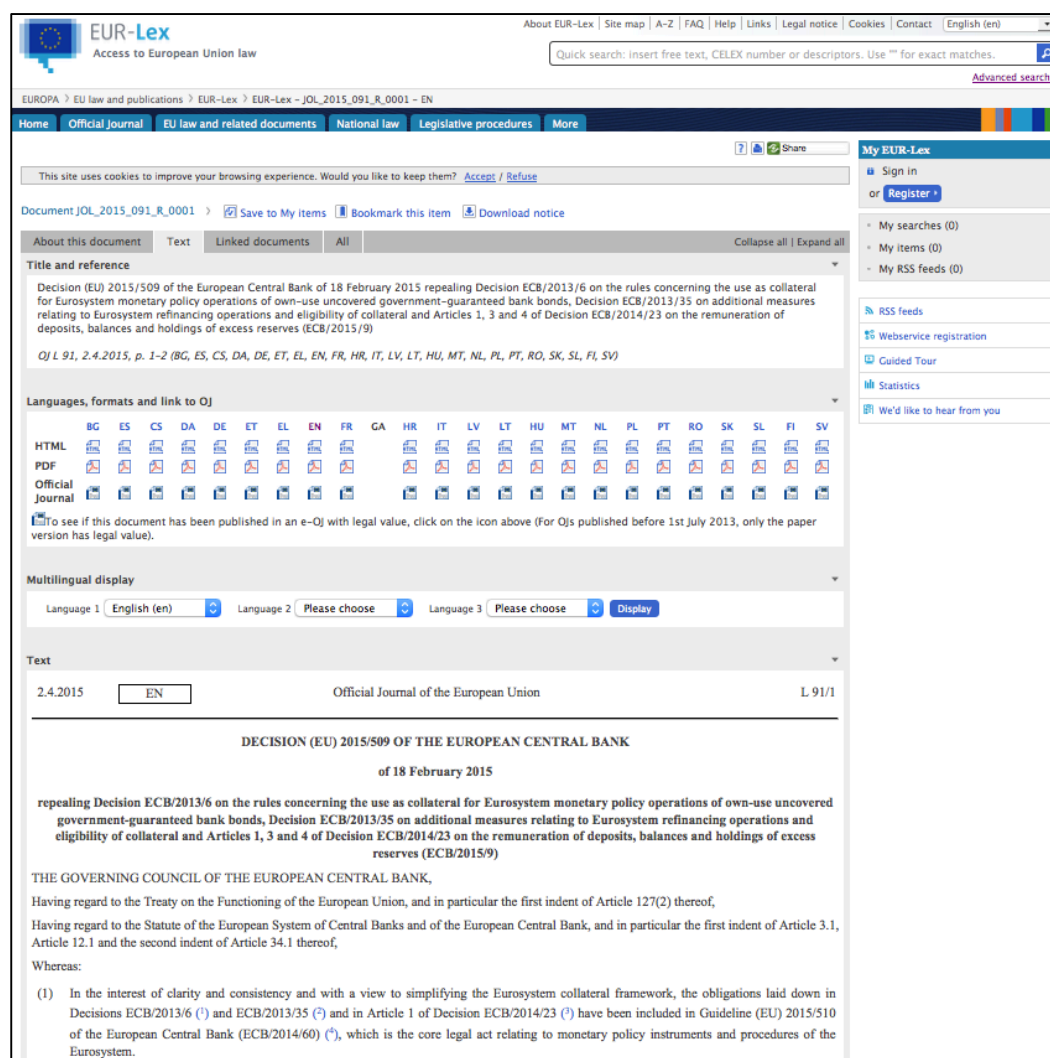 EUR-Lex
Access to European Union law
About EUR-Lex | Site map | A-Z | FAQ | Help | Links | Legal notice | Cookies | Contact English (en)
Quick search: insert free text, CELEX number or descriptors. Use "" for exact matches.
Advanced search
EUROPA > EU law and publications > EUR-Lex > EUR-Lex - JOL_2015_091_R_0001 - EN
Home Official Journal EU law and related documents National law Legislative procedures More
? Share
My EUR-Lex
Sign in
or Register
My searches (0)
My items (0)
My RSS feeds (0)
RSS feeds
Webservice registration
Guided Tour
Statistics
We'd like to hear from you
This site uses cookies to improve your browsing experience. Would you like to keep them? Accept / Refuse
Document JOL_2015_091_R_0001 > Save to My items Bookmark this item Download notice
About this document Text Linked documents All Collapse all | Expand all
Title and reference
Decision (EU) 2015/509 of the European Central Bank of 18 February 2015 repealing Decision ECB/2013/6 on the rules concerning the use as collateral
for Eurosystem monetary policy operations of own-use uncovered government-guaranteed bank bonds, Decision ECB/2013/35 on additional measures
relating to Eurosystem refinancing operations and eligibility of collateral and Articles 1, 3 and 4 of Decision ECB/2014/23 on the remuneration of
deposits, balances and holdings of excess reserves (ECB/2015/9)
OJ L 91, 2.4.2015, p. 1–2 (BG, ES, CS, DA, DE, ET, EL, EN, FR, HR, IT, LV, LT, HU, MT, NL, PL, PT, RO, SK, SL, FI, SV)
Languages, formats and link to OJ
BG ES CS DA DE ET EL EN FR GA HR IT LV LT HU MT NL PL PT RO SK SL FI SV
HTML
PDF
Official
Journal
To see if this document has been published in an e-OJ with legal value, click on the icon above (For OJs published before 1st July 2013, only the paper
version has legal value).
Multilingual display
Language 1 English (en) Language 2 Please choose Language 3 Please choose Display
Text
2.4.2015 EN Official Journal of the European Union L 91/1
DECISION (EU) 2015/509 OF THE EUROPEAN CENTRAL BANK
of 18 February 2015
repealing Decision ECB/2013/6 on the rules concerning the use as collateral for Eurosystem monetary policy operations of own-use uncovered
government-guaranteed bank bonds, Decision ECB/2013/35 on additional measures relating to Eurosystem refinancing operations and
eligibility of collateral and Articles 1, 3 and 4 of Decision ECB/2014/23 on the remuneration of deposits, balances and holdings of excess
reserves (ECB/2015/9)
THE GOVERNING COUNCIL OF THE EUROPEAN CENTRAL BANK,
Having regard to the Treaty on the Functioning of the European Union, and in particular the first indent of Article 127(2) thereof,
Having regard to the Statute of the European System of Central Banks and of the European Central Bank, and in particular the first indent of Article 3.1,
Article 12.1 and the second indent of Article 34.1 thereof,
Whereas:
(1) In the interest of clarity and consistency and with a view to simplifying the Eurosystem collateral framework, the obligations laid down in
Decisions ECB/2013/6 (1) and ECB/2013/35 (2) and in Article 1 of Decision ECB/2014/23 (3) have been included in Guideline (EU) 2015/510
of the European Central Bank (ECB/2014/60) (4), which is the core legal act relating to monetary policy instruments and procedures of the
Eurosystem.